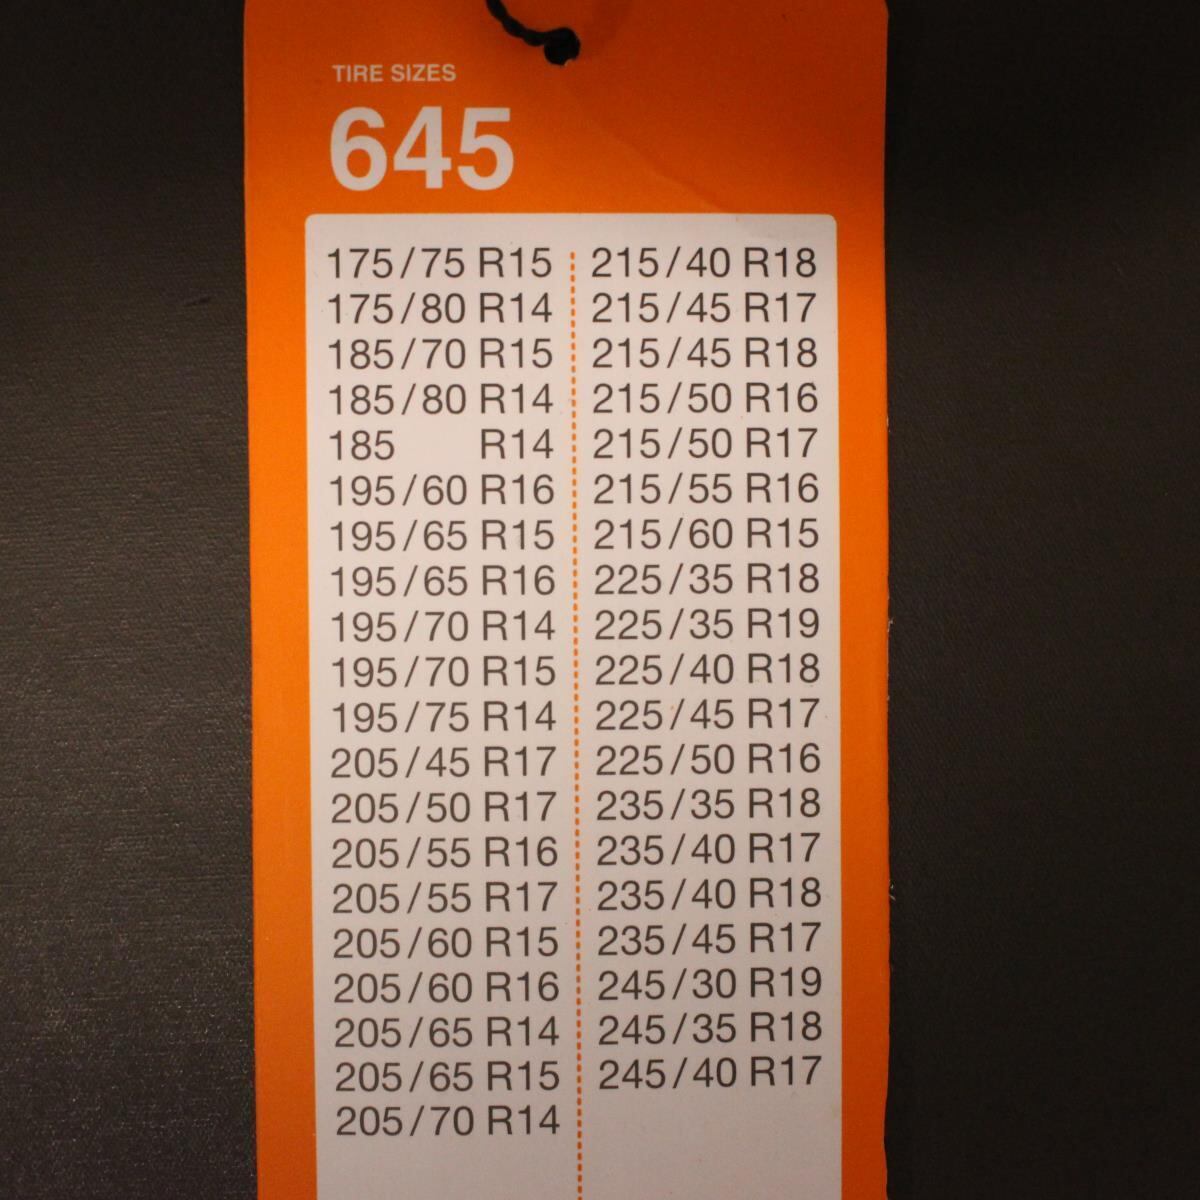 TIRE SIZES
645
175/75 R15
175/80 R14
185/70 R15
185/80 R14
185 R14
195/60 R16
195/65 R15
195/65 R16
195/70 R14
195/70 R15
195/75 R14
205/45 R17
205/50 R17
205/55 R16
205/55 R17
205/60 R15
205/60 R16
205/65 R14
205/65 R15
205/70 R14
215/40 R18
215/45 R17
215/45 R18
215/50 R16
215/50 R17
215/55 R16
215/60 R15
225/35 R18
225/35 R19
225/40 R18
225/45 R17
225/50 R16
235/35 R18
235/40 R17
235/40 R18
235/45 R17
245/30 R19
245/35 R18
245/40 R17